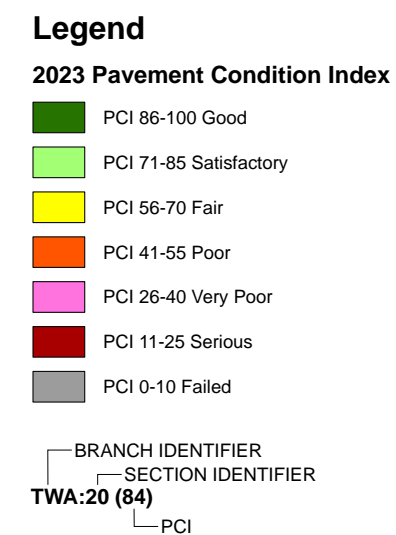 Legend
2023 Pavement Condition Index
PCI 86-100 Good
PCI 71-85 Satisfactory
PCI 56-70 Fair
PCI 41-55 Poor
PCI 26-40 Very Poor
PCI 11-25 Serious
PCI 0-10 Failed
BRANCH IDENTIFIER
SECTION IDENTIFIER
TWA:20 (84)
PCI